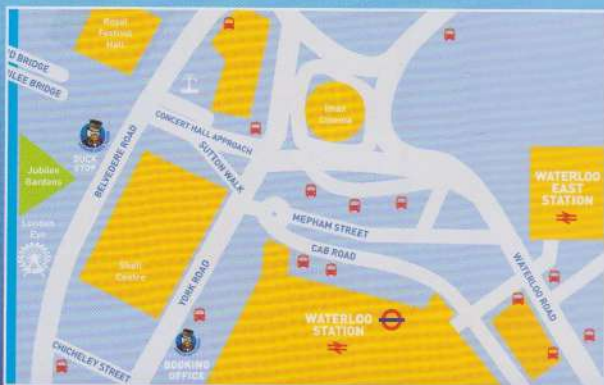 Royal
Festival
Hall
D BRIDGE
ILEE BRIDGE
DUCK
STOP
Jubilee
Gardens
London
Eye
BELVEDERE ROAD
CONCERT HALL APPROACH
SUTTON WALK
Imax
Cinema
WATERLOO
EAST
STATION
MEPHAM STREET
CAB ROAD
Shell
Centre
YORK ROAD
WATERLOO ROAD
WATERLOO
STATION
CHICHELEY STREET
BOOKING
OFFICE